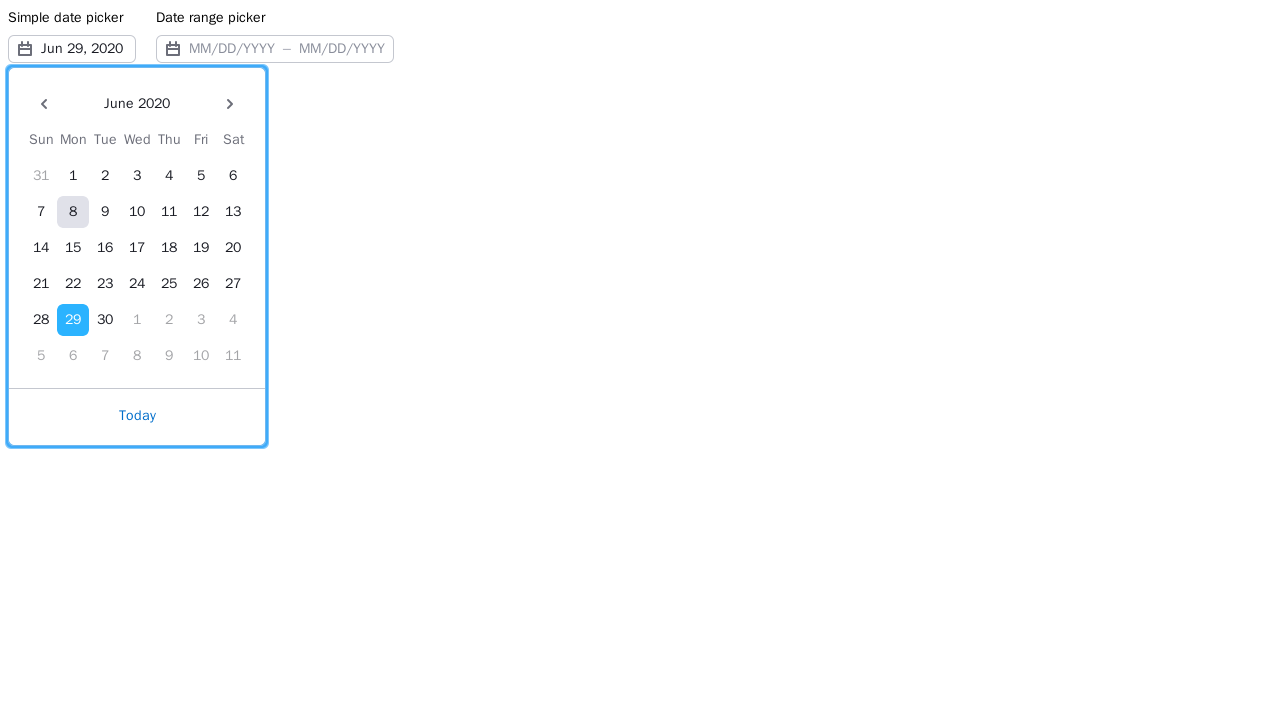 Simple date picker
Date range picker
Jun 29, 2020
MM/DD/YYYY – MM/DD/YYYY
June 2020
Sun Mon Tue Wed Thu Fri Sat
31 1 2 3 4 5 6
7 8 9 10 11 12 13
14 15 16 17 18 19 20
21 22 23 24 25 26 27
28 29 30 1 2 3 4
5 6 7 8 9 10 11
Today